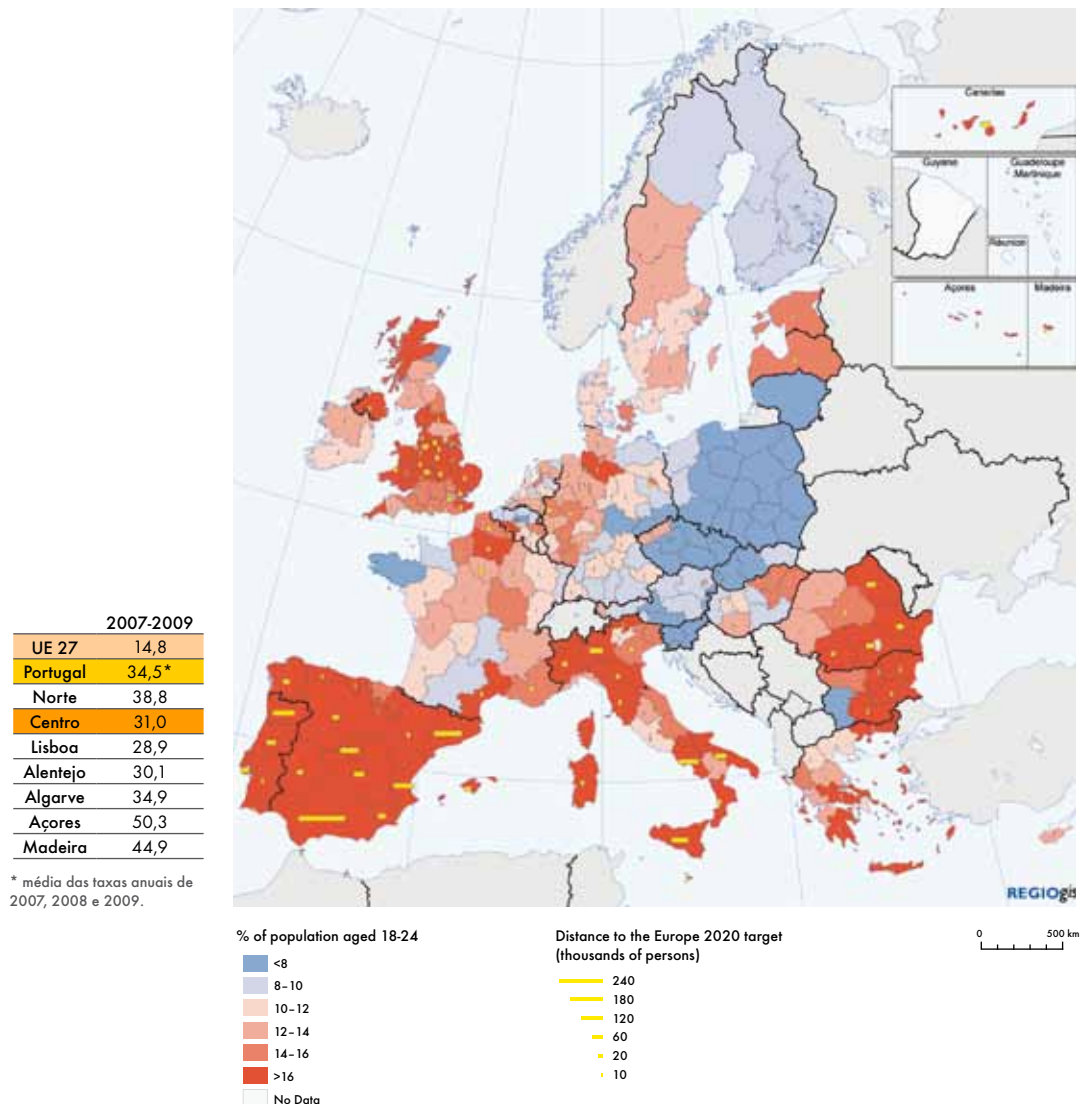 2007-2009
UE 27 14,8
Portugal 34,5*
Norte 38,8
Centro 31,0
Lisboa 28,9
Alentejo 30,1
Algarve 34,9
Açores 50,3
Madeira 44,9
* média das taxas anuais de
2007, 2008 e 2009.
Canarias
Guyane
Guadeloupe
Martinique
Réunion
Açores
Madeira
REGIOgis
% of population aged 18-24
<8
8–10
10–12
12–14
14–16
>16
No Data
Distance to the Europe 2020 target
(thousands of persons)
240
180
120
60
20
10
0 500 km